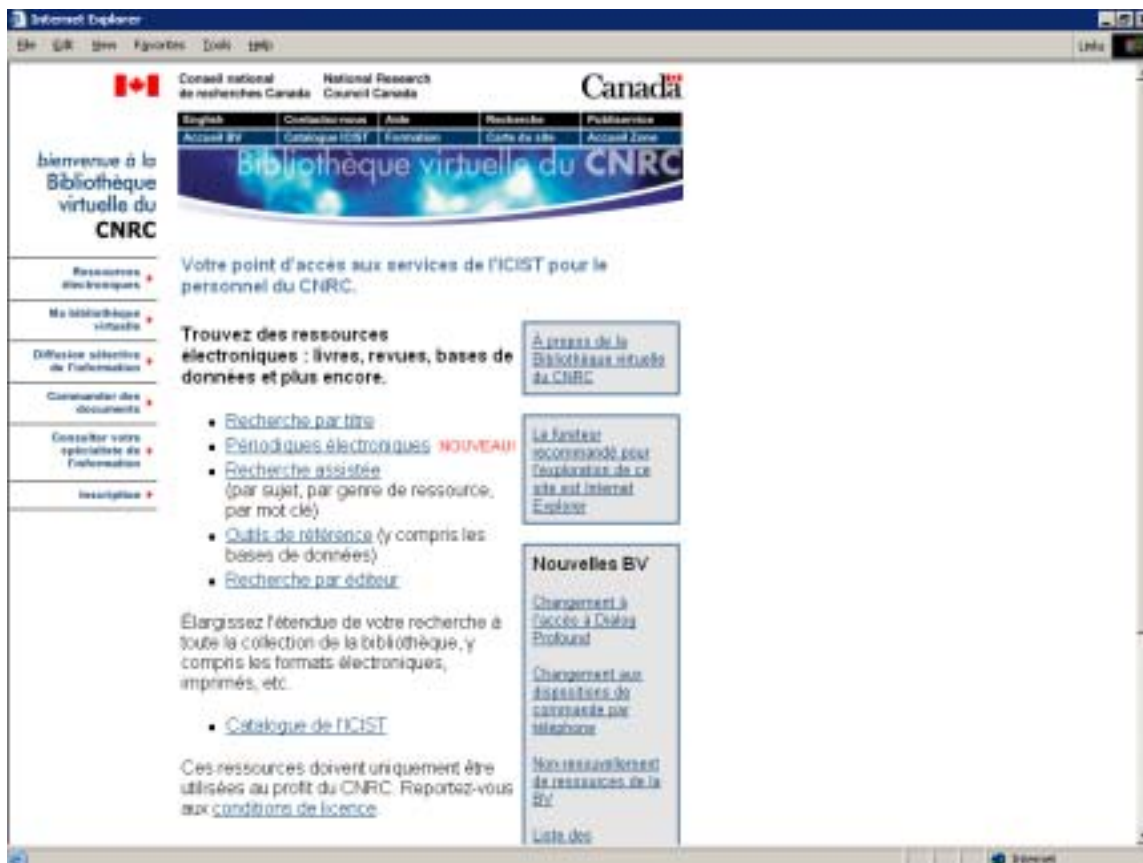 Internet Explorer
File Edit View Favorites Tools Help
Links
Conseil national
de recherches Canada
National Research
Council Canada
Canada
English Contactez-nous Aide Recherche Publiservice
Accueil BV Catalogue ICIST Formation Carte du site Accueil Zone
Bibliothèque virtuelle du CNRC
bienvenue à la
Bibliothèque
virtuelle du
CNRC
Ressources
électroniques
Ma bibliothèque
virtuelle
Diffusion sélective
de l'information
Commander des
documents
Consulter votre
spécialiste de
l'information
Inscription
Votre point d'accès aux services de l'ICIST pour le
personnel du CNRC.
Trouvez des ressources
électroniques : livres, revues, bases de
données et plus encore.
Recherche par titre
Périodiques électroniques NOUVEAU!
Recherche assistée
(par sujet, par genre de ressource,
par mot clé)
Outils de référence (y compris les
bases de données)
Recherche par éditeur
Élargissez l'étendue de votre recherche à
toute la collection de la bibliothèque, y
compris les formats électroniques,
imprimés, etc.
Catalogue de l'ICIST
Ces ressources doivent uniquement être
utilisées au profit du CNRC. Reportez-vous
aux conditions de licence.
À propos de la
Bibliothèque virtuelle
du CNRC
Le fureteur
recommandé pour
l'exploration de ce
site est Internet
Explorer
Nouvelles BV
Changement à
l'accès à Dialog
Profound
Changement aux
dispositions de
commande par
téléphone
Non-renouvellement
de ressources de la
BV
Liste des
Internet